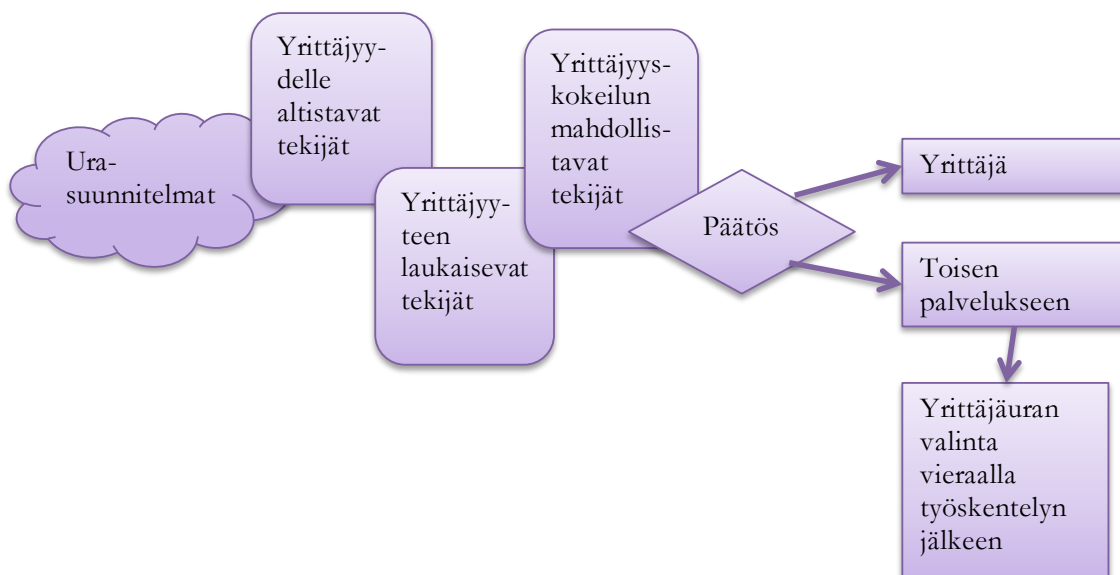 Ura-
suunnitelmat
Yrittäjyy-
delle
altistavat
tekijät
Yrittäjyy-
teen
laukaisevat
tekijät
Yrittäjyys
kokeilun
mahdollis-
tavat
tekijät
Päätös
Yrittäjä
Toisen
palvelukseen
Yrittäjäuran
valinta
vieraalla
työskentelyn
jälkeen